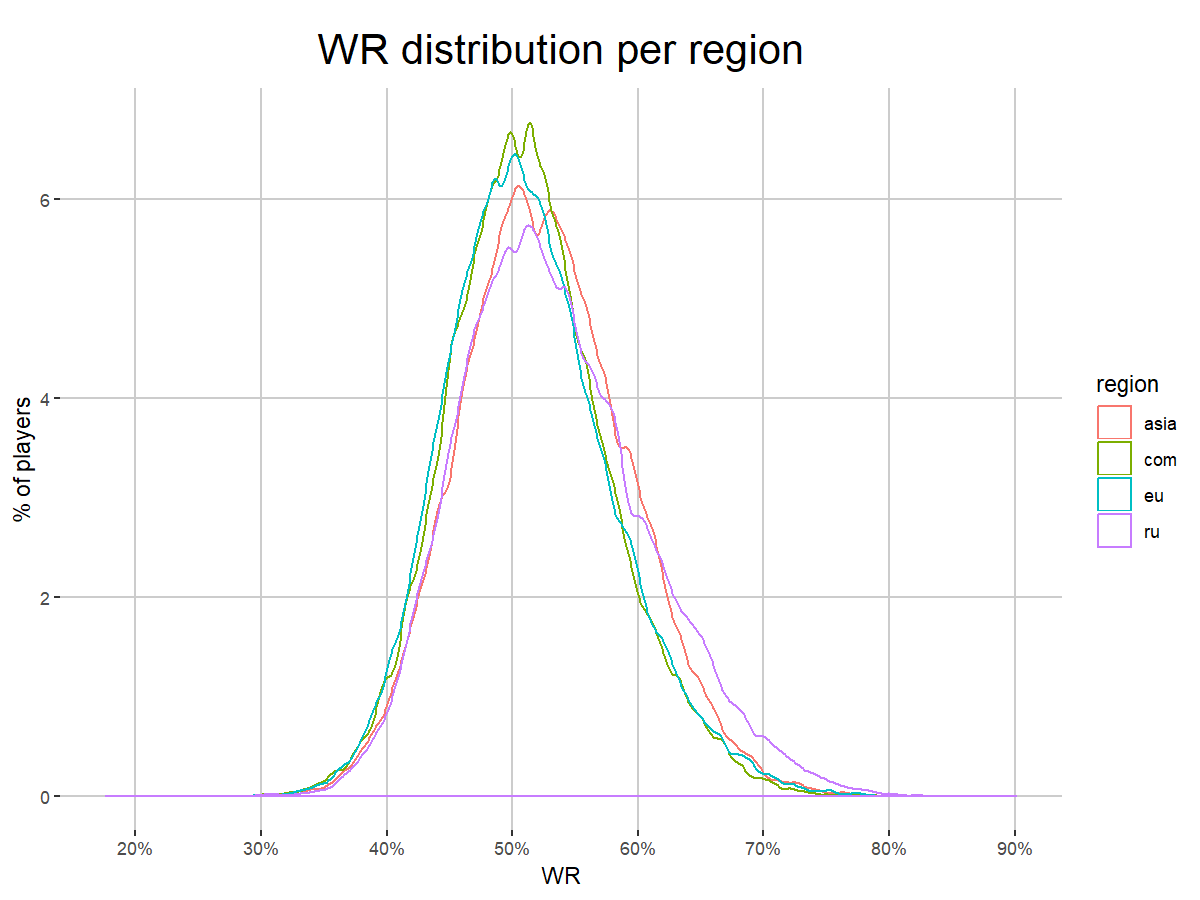 WR distribution per region
% of players
6
4
2
0
20% 30% 40% 50% 60% 70% 80% 90%
WR
region
asia
com
eu
ru